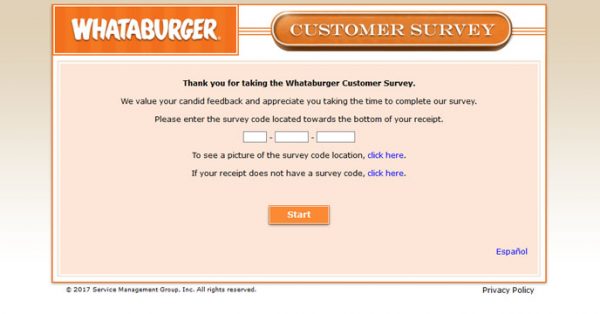 WHATABURGER
CUSTOMER SURVEY
Thank you for taking the Whataburger Customer Survey.
We value your candid feedback and appreciate you taking the time to complete our survey.
Please enter the survey code located towards the bottom of your receipt.
- -
To see a picture of the survey code location, click here.
If your receipt does not have a survey code, click here.
Start
Español
© 2017 Service Management Group, Inc. All rights reserved. Privacy Policy